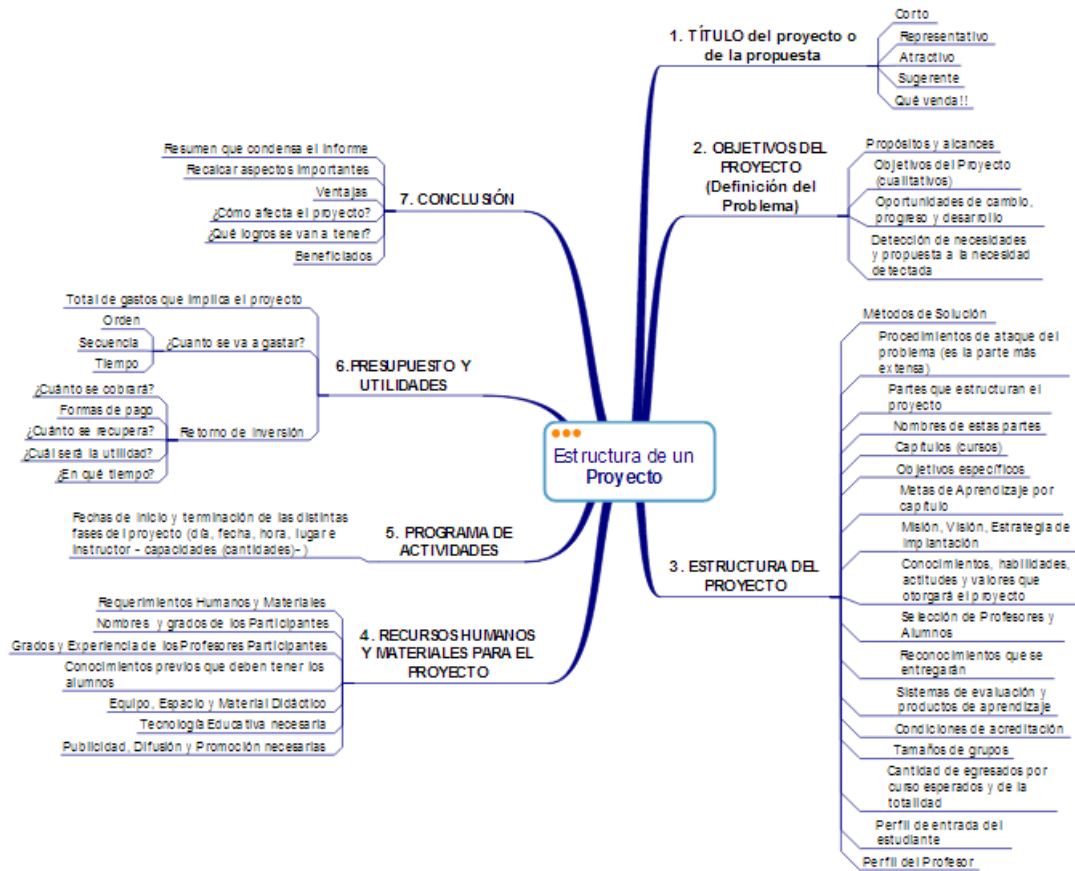 Estructura de un
Proyecto
1. TÍTULO del proyecto o
de la propuesta
Corto
Representativo
Atractivo
Sugerente
Qué venda!!
2. OBJETIVOS DEL
PROYECTO
(Definición del
Problema)
Propósitos y alcances
Objetivos del Proyecto
(cualitativos)
Oportunidades de cambio,
progreso y desarrollo
Detección de necesidades
y propuesta a la necesidad
detectada
3. ESTRUCTURA DEL
PROYECTO
Métodos de Solución
Procedimientos de ataque del
problema (es la parte más
extensa)
Partes que estructuran el
proyecto
Nombres de estas partes
Capítulos (cursos)
Objetivos específicos
Metas de Aprendizaje por
capítulo
Misión, Visión, Estrategia de
Implantación
Conocimientos, habilidades,
actitudes y valores que
otorgará el proyecto
Selección de Profesores y
Alumnos
Reconocimientos que se
entregarán
Sistemas de evaluación y
productos de aprendizaje
Condiciones de acreditación
Tamaños de grupos
Cantidad de egresados por
curso esperados y de la
totalidad
Perfil de entrada del
estudiante
Perfil del Profesor
4. RECURSOS HUMANOS
Y MATERIALES PARA EL
PROYECTO
Requerimientos Humanos y Materiales
Nombres y grados de los Participantes
Grados y Experiencia de los Profesores Participantes
Conocimientos previos que deben tener los
alumnos
Equipo, Espacio y Material Didáctico
Tecnología Educativa necesaria
Publicidad, Difusión y Promoción necesarias
5. PROGRAMA DE
ACTIVIDADES
Fechas de inicio y terminación de las distintas
fases del proyecto (día, fecha, hora, lugar e
instructor - capacidades (cantidades)- )
6.PRESUPUESTO Y
UTILIDADES
Total de gastos que implica el proyecto
¿Cuanto se va a gastar?
Orden
Secuencia
Tiempo
Retorno de inversión
¿Cuánto se cobrará?
Formas de pago
¿Cuánto se recupera?
¿Cuál será la utilidad?
¿En qué tiempo?
7. CONCLUSIÓN
Resumen que condensa el informe
Recalcar aspectos importantes
Ventajas
¿Cómo afecta el proyecto?
¿Qué logros se van a tener?
Beneficiados